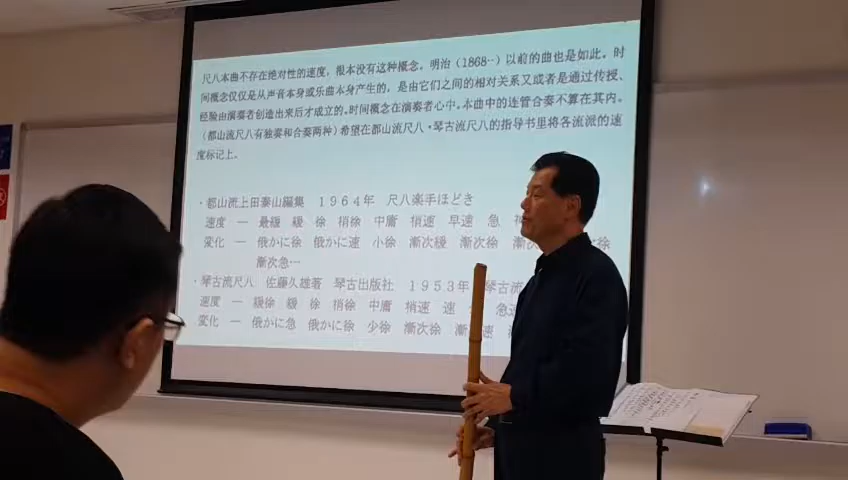 尺八本曲不存在绝对性的速度，根本没有这种概念。明治（1868··）以前的曲也是如此。时
间概念仅仅是从声音本身或乐曲本身产生的，是由它们之间的相对关系又或者是通过传授、
经验由演奏者创造出来后才成立的。时间概念在演奏者心中。本曲中的连管合奏不算在其内。
（都山流尺八有独奏和合奏两种）希望在都山流尺八・琴古流尺八的指导书里将各流派的速
度标记上。
・都山流上田泰山編集 １９６４年 尺八楽手ほどき
速度 — 最緩 緩 徐 梢徐 中庸 梢速 早速 急
変化 — 俄かに徐 俄かに速 小徐 漸次緩 漸次徐 漸 徐
漸次急…
・琴古流尺八 佐藤久雄著 琴古出版社 １９５３年 琴古流
速度 — 緩徐 緩 徐 梢徐 中庸 梢速 速 急
変化 — 俄かに急 俄かに徐 少徐 漸次徐 漸 速